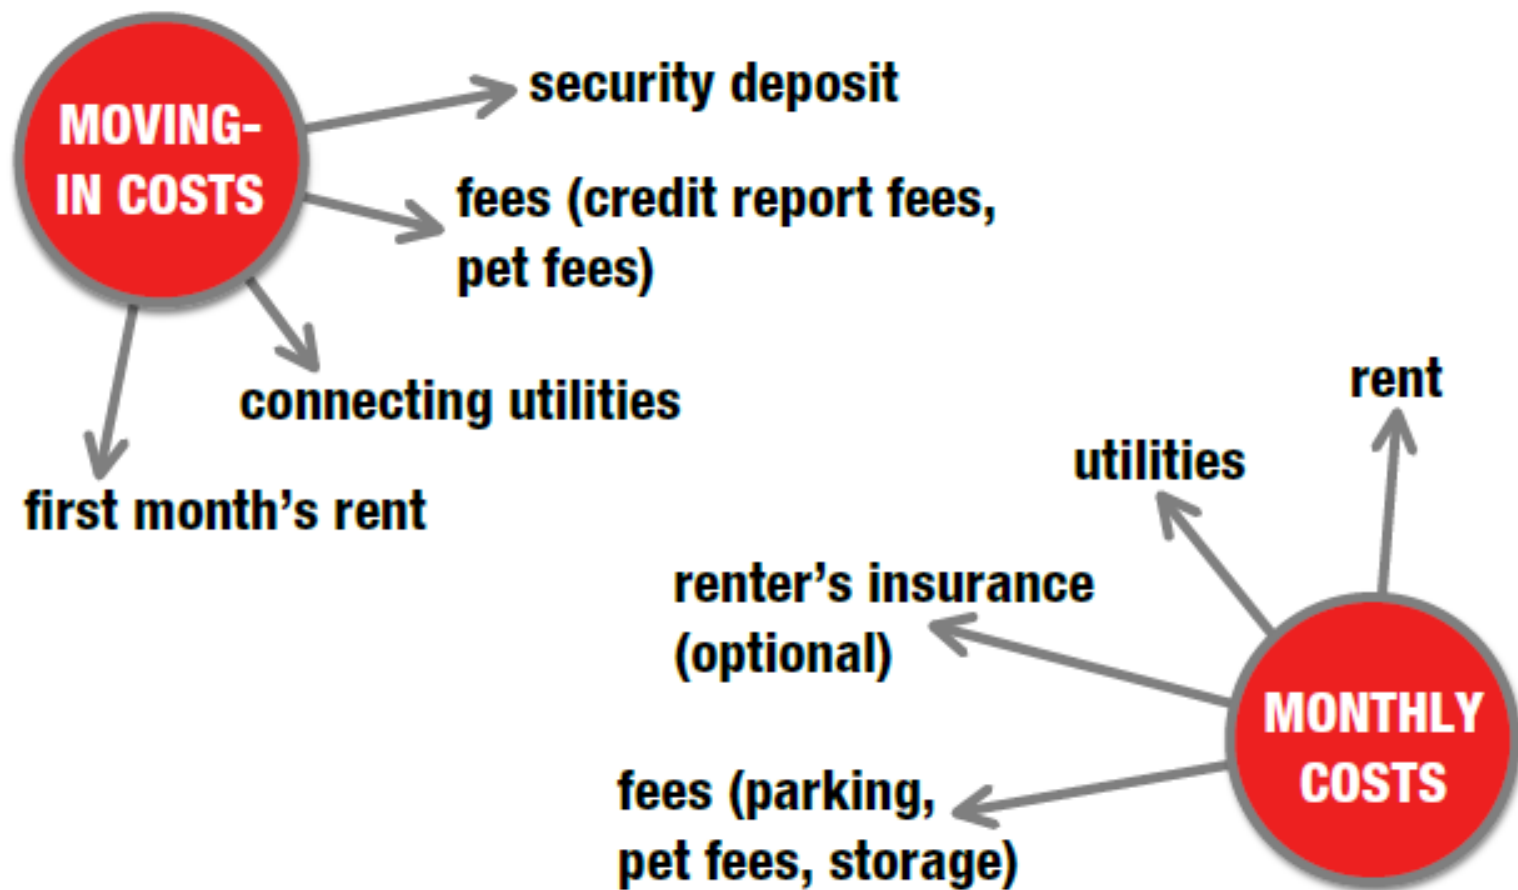 MOVING-
IN COSTS
security deposit
fees (credit report fees,
pet fees)
connecting utilities
first month’s rent
rent
utilities
renter’s insurance
(optional)
MONTHLY
COSTS
fees (parking,
pet fees, storage)